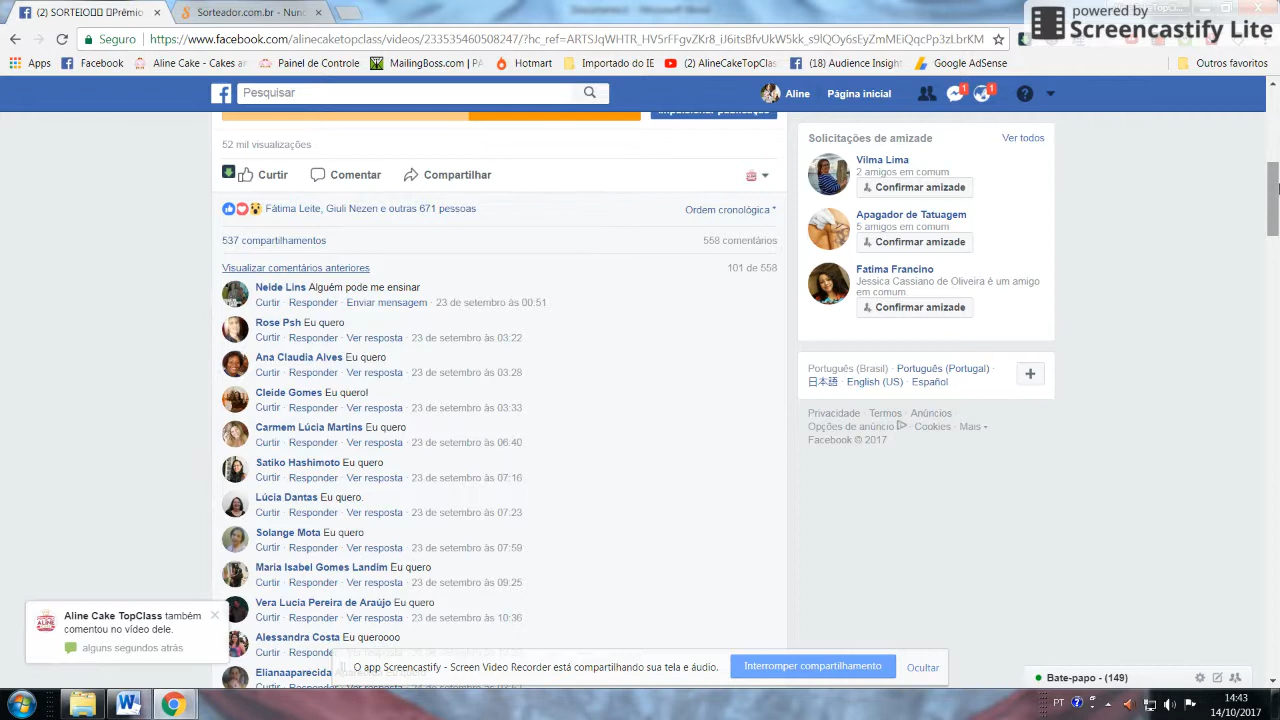 powered by
Screencastify Lite
(2) SORTEIO Prêmio
Sorteador.com.br - Nunc
Seguro
https://www.facebook.com/alineca
Apps
Facebook
Aline Cake - Cakes ar
Painel de Controle
MailingBoss.com | PA
Hotmart
Importado do IE
(2) AlineCakeTopClas
(18) Audience Insight
Google AdSense
Outros favoritos
Pesquisar
Aline
Página inicial
1
1
Impulsionar publicação
52 mil visualizações
Curtir
Comentar
Compartilhar
Fátima Leite, Giuli Nezen e outras 671 pessoas
Ordem cronológica
537 compartilhamentos
558 comentários
Visualizar comentários anteriores
101 de 558
Neide Lins Alguém pode me ensinar
Curtir · Responder · Enviar mensagem · 23 de setembro às 00:51
Rose Psh Eu quero
Curtir · Responder · Ver resposta · 23 de setembro às 03:22
Ana Claudia Alves Eu quero
Curtir · Responder · Ver resposta · 23 de setembro às 03:28
Cleide Gomes Eu quero!
Curtir · Responder · Ver resposta · 23 de setembro às 03:33
Carmem Lúcia Martins Eu quero
Curtir · Responder · Ver resposta · 23 de setembro às 06:40
Satiko Hashimoto Eu quero
Curtir · Responder · Ver resposta · 23 de setembro às 07:16
Lúcia Dantas Eu quero.
Curtir · Responder · Ver resposta · 23 de setembro às 07:23
Solange Mota Eu quero
Curtir · Responder · Ver resposta · 23 de setembro às 07:59
Maria Isabel Gomes Landim Eu quero
Curtir · Responder · Ver resposta · 23 de setembro às 09:25
Vera Lucia Pereira de Araújo Eu quero
Curtir · Responder · Ver resposta · 23 de setembro às 10:36
Alessandra Costa Eu queroooo
Elianaaparecida
Solicitações de amizade
Ver todos
Vilma Lima
2 amigos em comum
Confirmar amizade
Apagador de Tatuagem
5 amigos em comum
Confirmar amizade
Fatima Francino
Jessica Cassiano de Oliveira é um amigo
em comum.
Confirmar amizade
Português (Brasil) · Português (Portugal) ·
日本語 · English (US) · Español
Privacidade · Termos · Anúncios
Opções de anúncio · Cookies · Mais
Facebook © 2017
Aline Cake TopClass também
comentou no vídeo dele.
alguns segundos atrás
O app Screencastify - Screen Video Recorder está compartilhando sua tela e áudio.
Interromper compartilhamento
Ocultar
Bate-papo - (149)
PT
14:43
14/10/2017